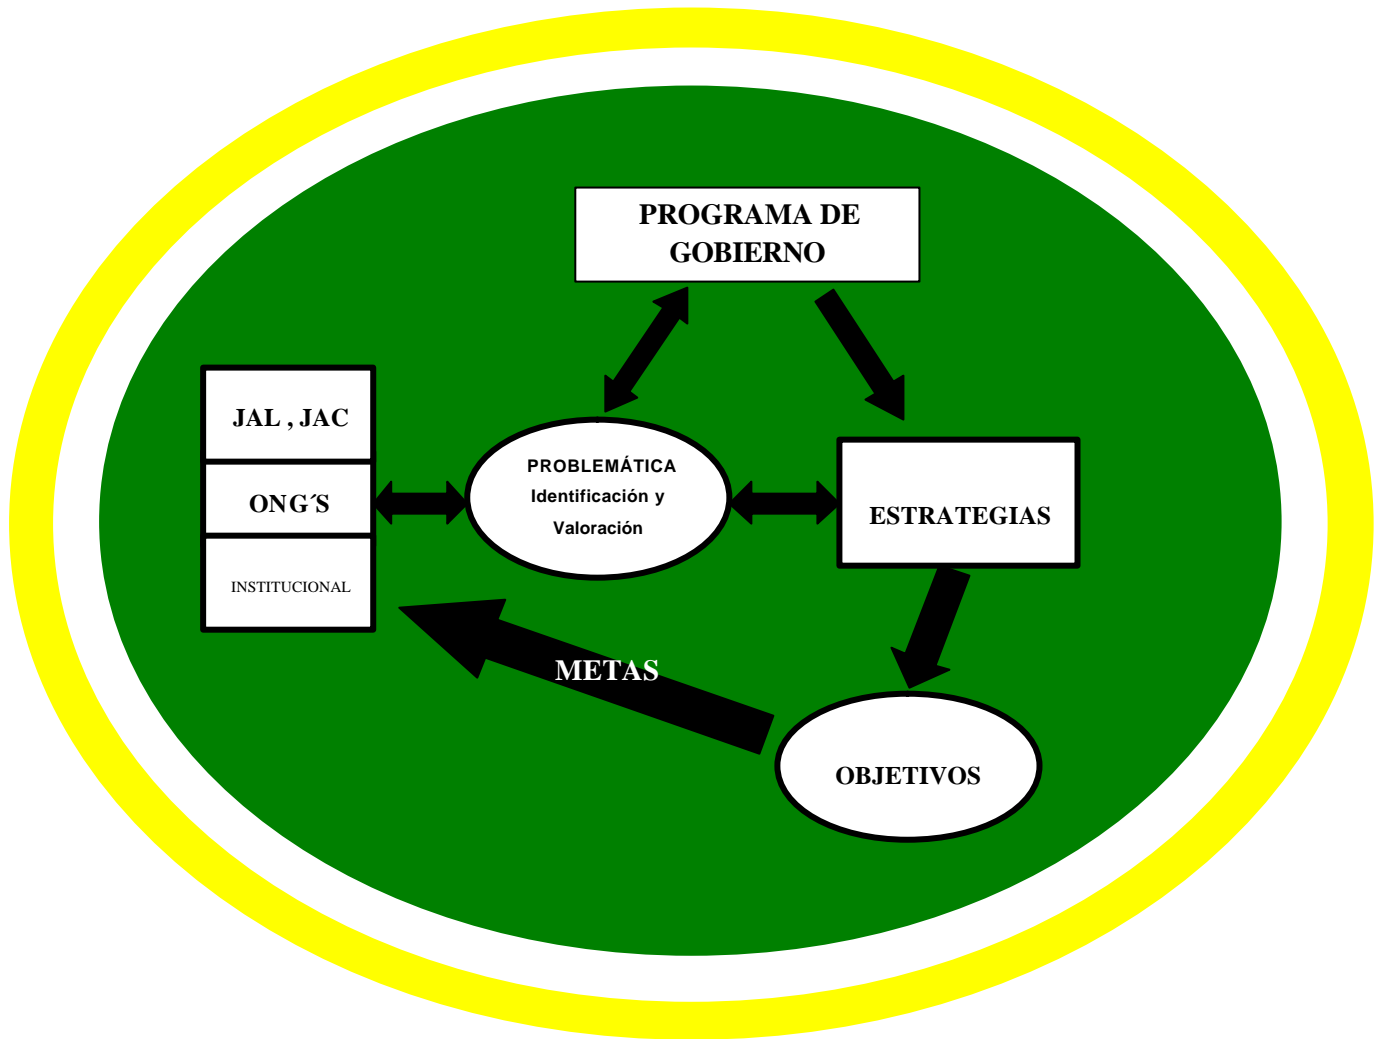 PROGRAMA DE
GOBIERNO
JAL , JAC
ONG´S
INSTITUCIONAL
PROBLEMÁTICA
Identificación y
Valoración
ESTRATEGIAS
METAS
OBJETIVOS